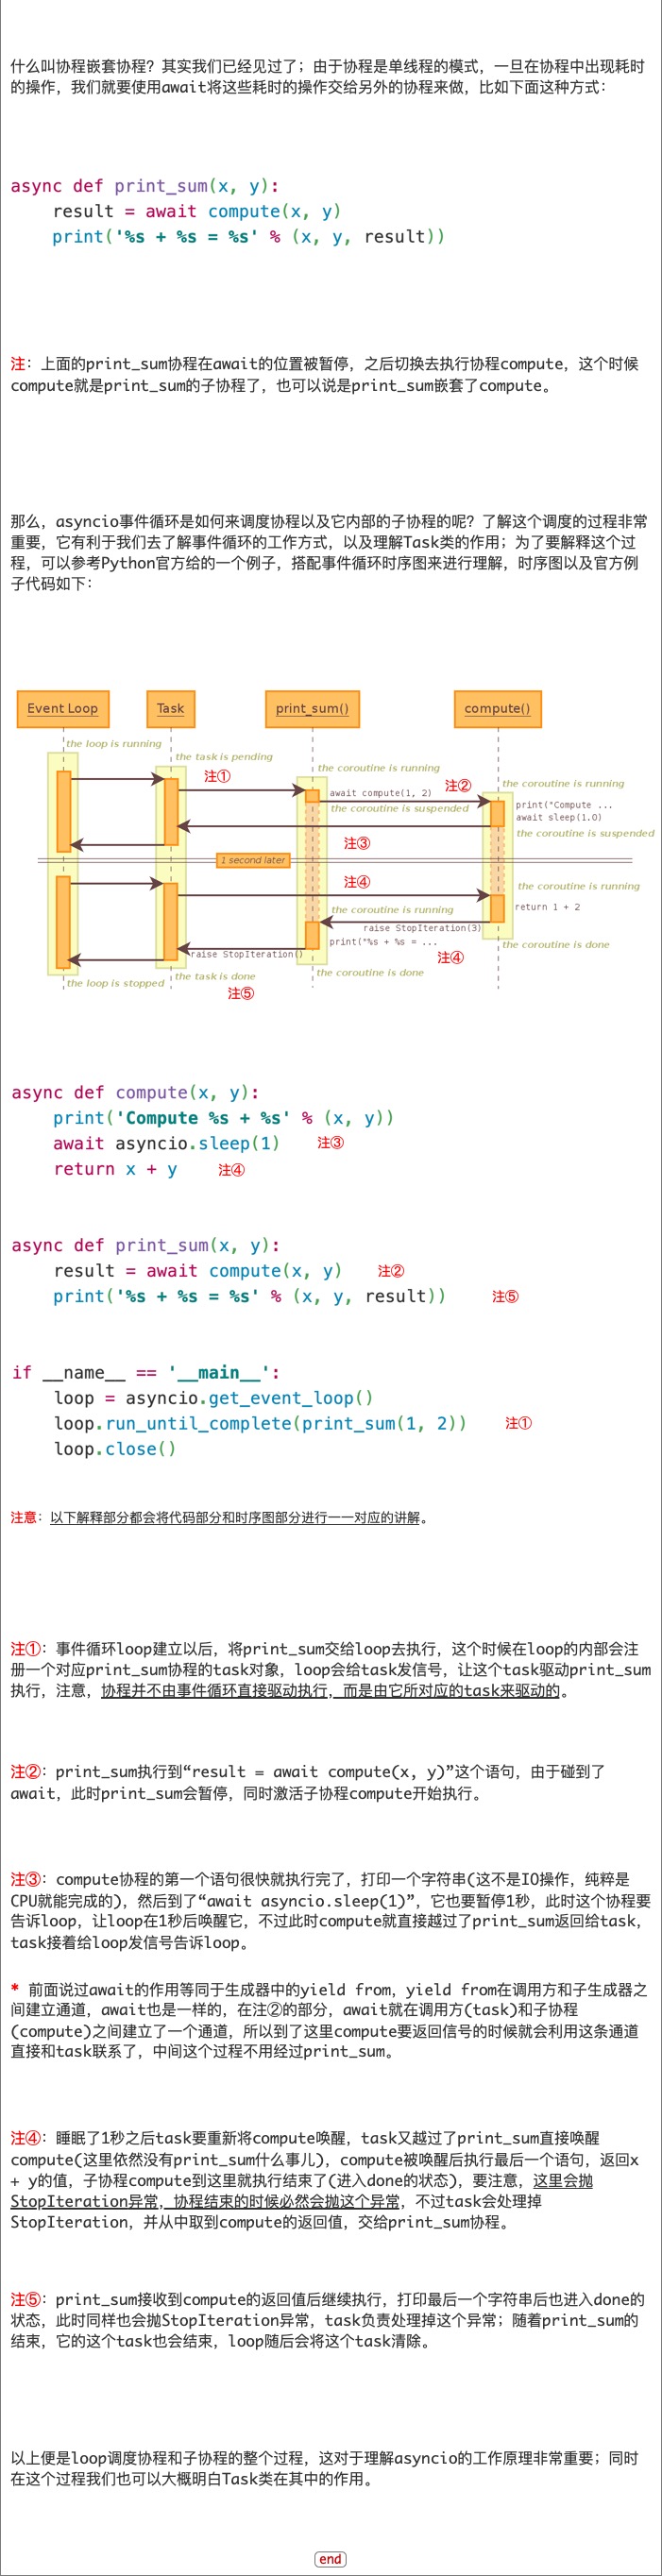 什么叫协程嵌套协程？其实我们已经见过了；由于协程是单线程的模式，一旦在协程中出现耗时
的操作，我们就要使用await将这些耗时的操作交给另外的协程来做，比如下面这种方式：
async def print_sum(x, y):
    result = await compute(x, y)
    print('%s + %s = %s' % (x, y, result))
注：上面的print_sum协程在await的位置被暂停，之后切换去执行协程compute，这个时候
compute就是print_sum的子协程了，也可以说是print_sum嵌套了compute。
那么，asyncio事件循环是如何来调度协程以及它内部的子协程的呢？了解这个调度的过程非常
重要，它有利于我们去了解事件循环的工作方式，以及理解Task类的作用；为了要解释这个过
程，可以参考Python官方给的一个例子，搭配事件循环时序图来进行理解，时序图以及官方例
子代码如下：
Event Loop
Task
print_sum()
compute()
the loop is running
the task is pending
注①
the coroutine is running
await compute(1, 2)
注②
the coroutine is running
the coroutine is suspended
print("Compute ...
await sleep(1.0)
the coroutine is suspended
注③
1 second later
注④
the coroutine is running
return 1 + 2
the coroutine is running
raise StopIteration(3)
print("%s + %s = ...
the coroutine is done
raise StopIteration()
注④
the task is done
the coroutine is done
the loop is stopped
注⑤
async def compute(x, y):
    print('Compute %s + %s' % (x, y))
    await asyncio.sleep(1) 注③
    return x + y 注④
async def print_sum(x, y):
    result = await compute(x, y) 注②
    print('%s + %s = %s' % (x, y, result)) 注⑤
if __name__ == '__main__':
    loop = asyncio.get_event_loop()
    loop.run_until_complete(print_sum(1, 2)) 注①
    loop.close()
注意：以下解释部分都会将代码部分和时序图部分进行一一对应的讲解。
注①：事件循环loop建立以后，将print_sum交给loop去执行，这个时候在loop的内部会注
册一个对应print_sum协程的task对象，loop会给task发信号，让这个task驱动print_sum
执行，注意，协程并不由事件循环直接驱动执行，而是由它所对应的task来驱动的。
注②：print_sum执行到“result = await compute(x, y)”这个语句，由于碰到了
await，此时print_sum会暂停，同时激活子协程compute开始执行。
注③：compute协程的第一个语句很快就执行完了，打印一个字符串(这不是IO操作，纯粹是
CPU就能完成的)，然后到了“await asyncio.sleep(1)”，它也要暂停1秒，此时这个协程要
告诉loop，让loop在1秒后唤醒它，不过此时compute就直接越过了print_sum返回给task，
task接着给loop发信号告诉loop。
* 前面说过await的作用等同于生成器中的yield from，yield from在调用方和子生成器之
间建立通道，await也是一样的，在注②的部分，await就在调用方(task)和子协程
(compute)之间建立了一个通道，所以到了这里compute要返回信号的时候就会利用这条通道
直接和task联系了，中间这个过程不用经过print_sum。
注④：睡眠了1秒之后task要重新将compute唤醒，task又越过了print_sum直接唤醒
compute(这里依然没有print_sum什么事儿)，compute被唤醒后执行最后一个语句，返回x
+ y的值，子协程compute到这里就执行结束了(进入done的状态)，要注意，这里会抛
StopIteration异常，协程结束的时候必然会抛这个异常，不过task会处理掉
StopIteration，并从中取到compute的返回值，交给print_sum协程。
注⑤：print_sum接收到compute的返回值后继续执行，打印最后一个字符串后也进入done的
状态，此时同样也会抛StopIteration异常，task负责处理掉这个异常；随着print_sum的
结束，它的这个task也会结束，loop随后会将这个task清除。
以上便是loop调度协程和子协程的整个过程，这对于理解asyncio的工作原理非常重要；同时
在这个过程我们也可以大概明白Task类在其中的作用。
end